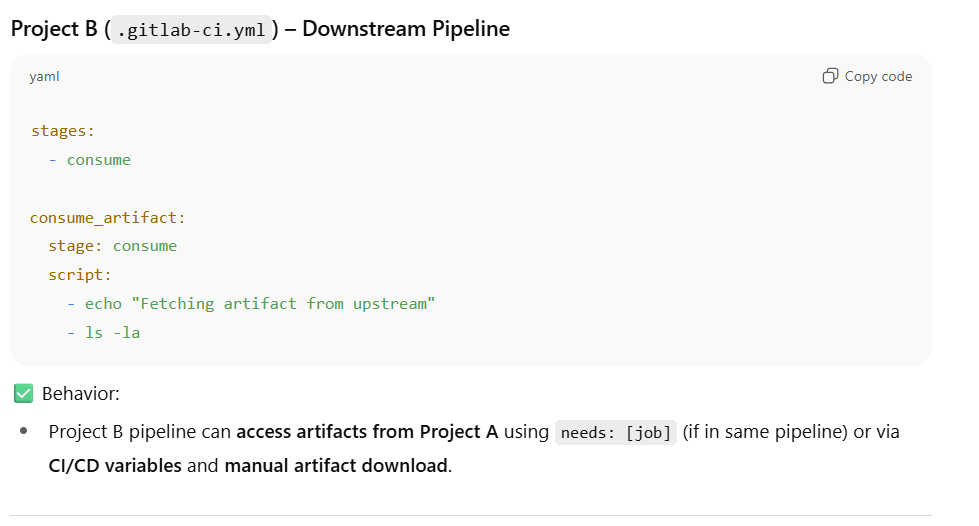 Project B (.gitlab-ci.yml) – Downstream Pipeline
yaml
Copy code
stages:
  - consume
consume_artifact:
  stage: consume
  script:
    - echo "Fetching artifact from upstream"
    - ls -la
✅ Behavior:
• Project B pipeline can access artifacts from Project A using needs: [job] (if in same pipeline) or via
CI/CD variables and manual artifact download.